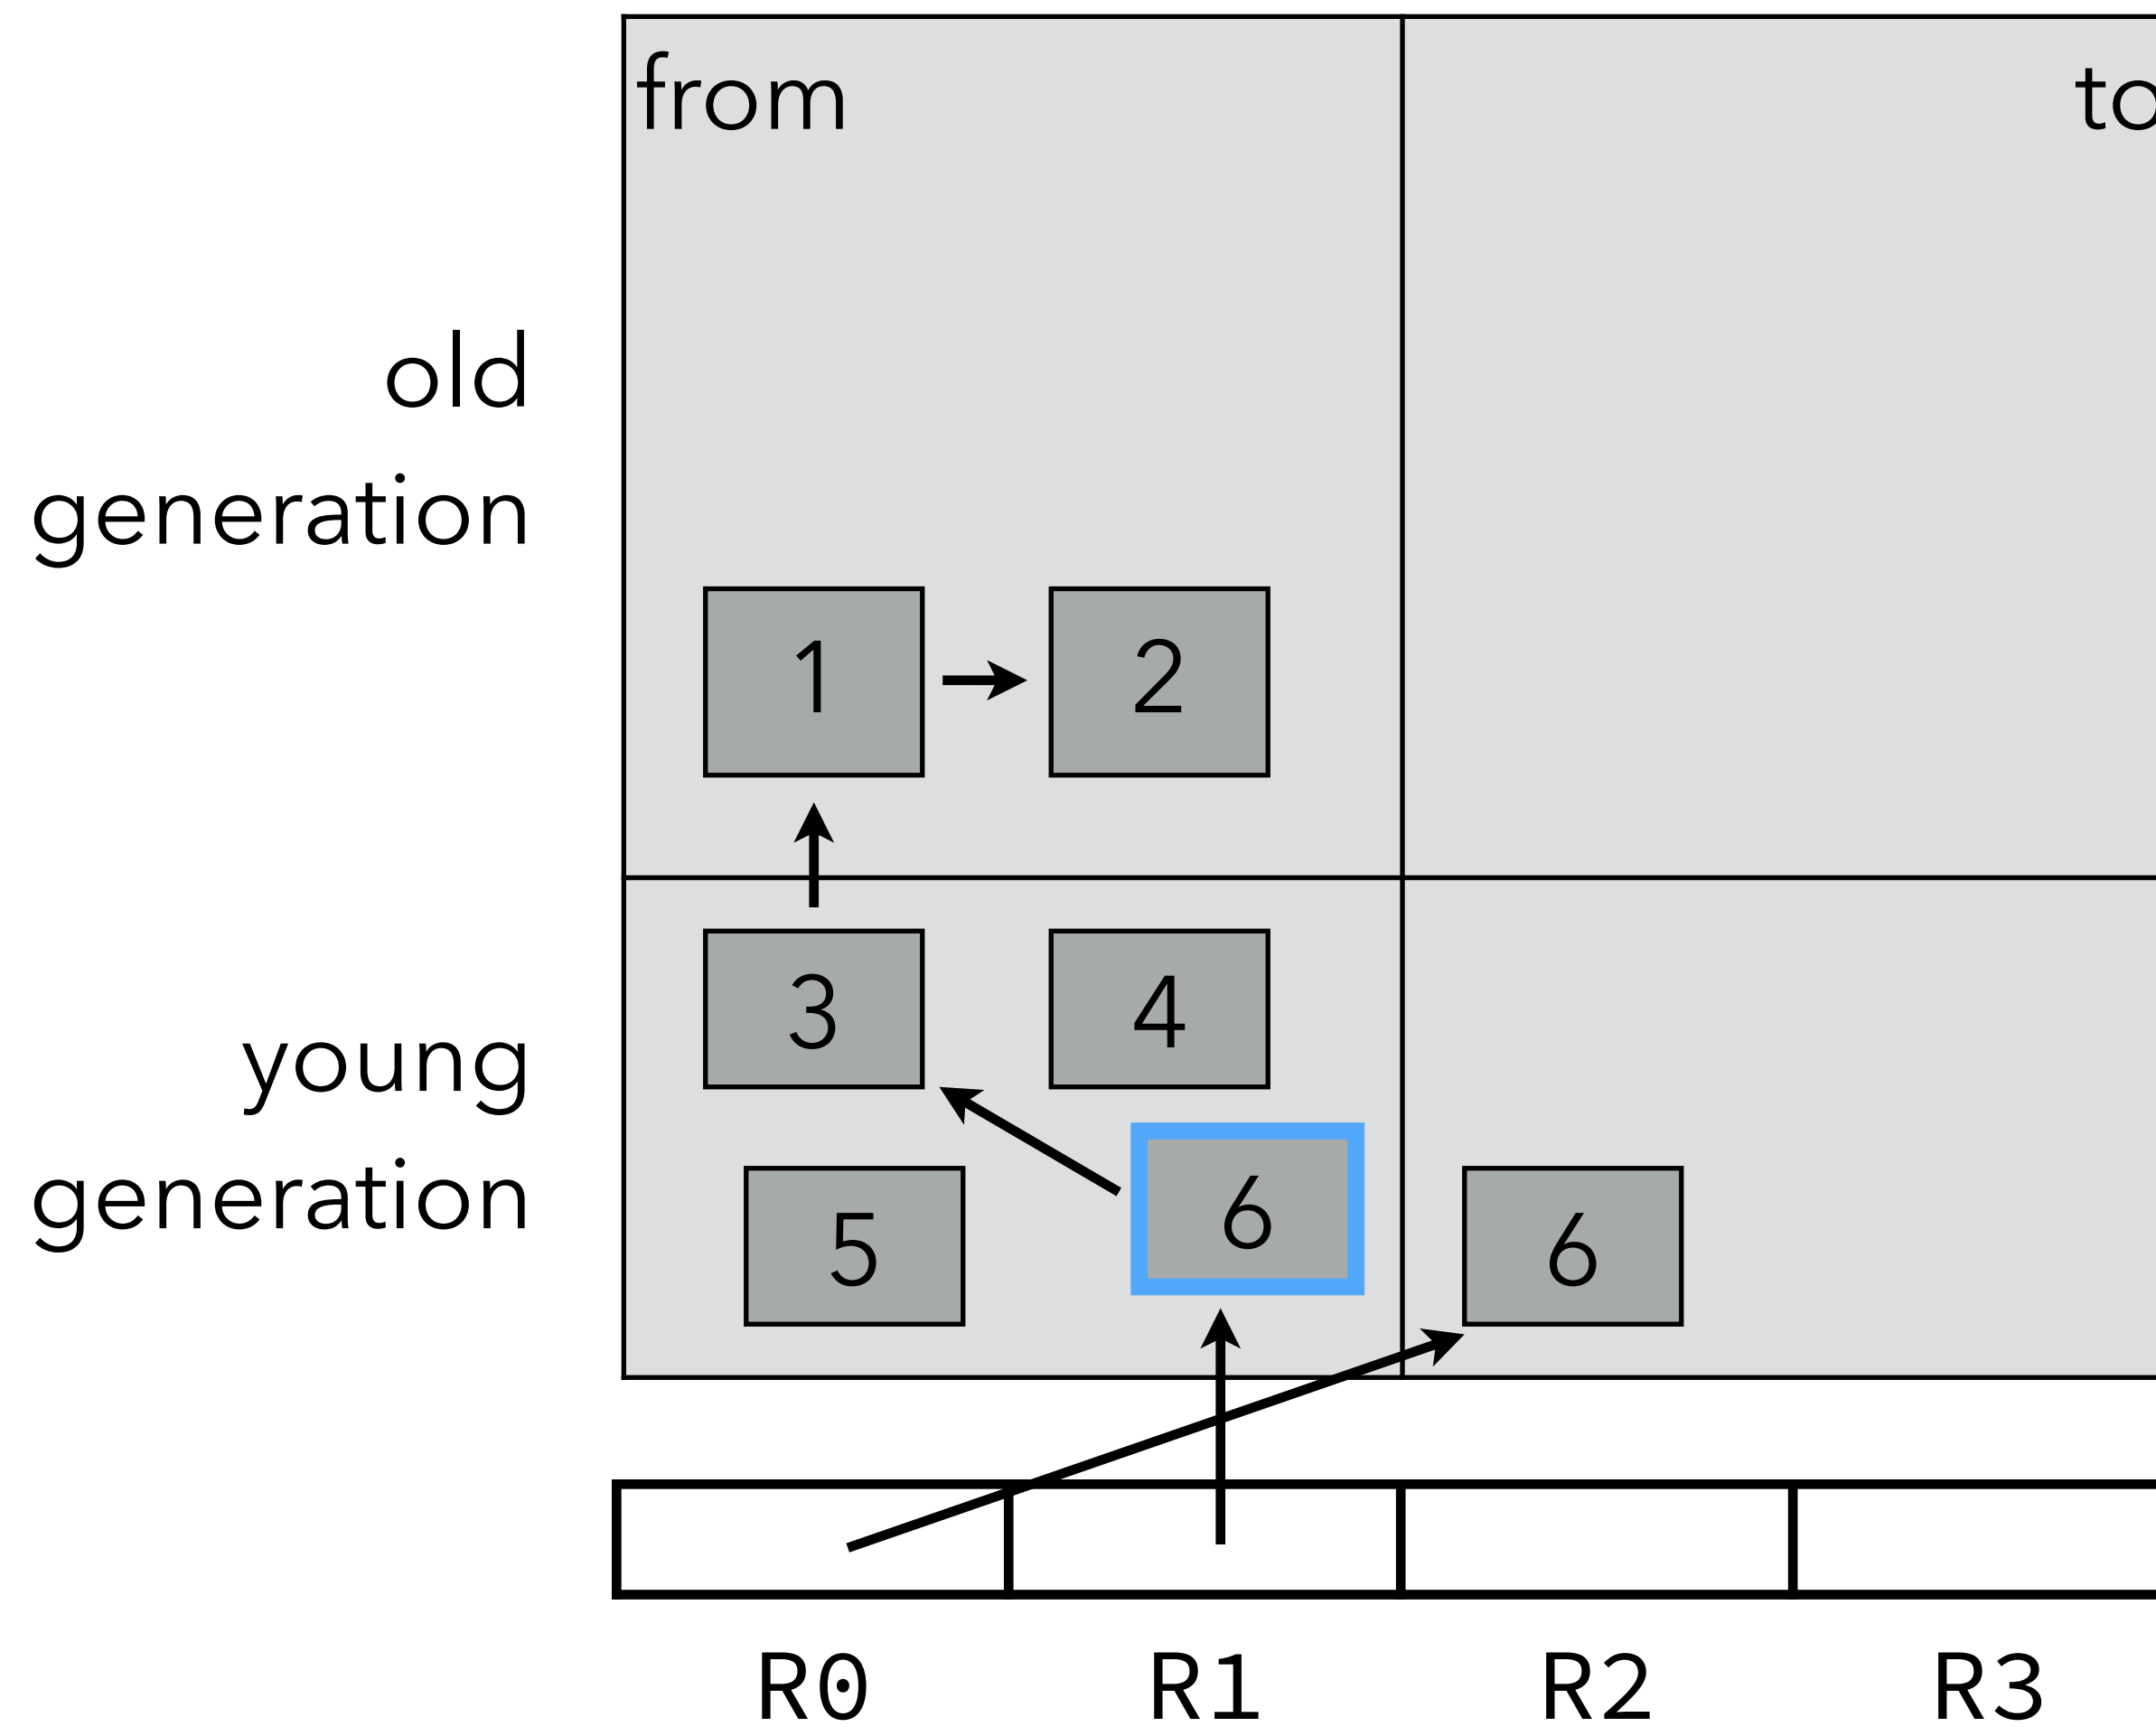 from
to
old
generation
1
2
young
generation
3
4
5
6
6
R0
R1
R2
R3